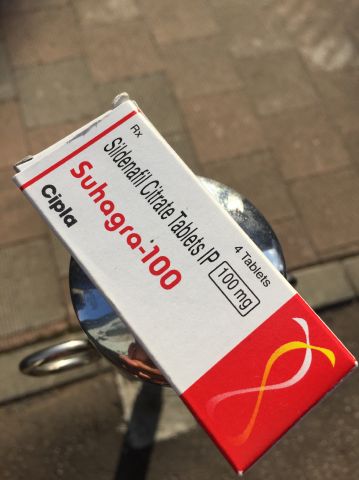 Rx
Sildenafil Citrate Tablets IP 100 mg
Suhagra-100
Cipla
4 Tablets